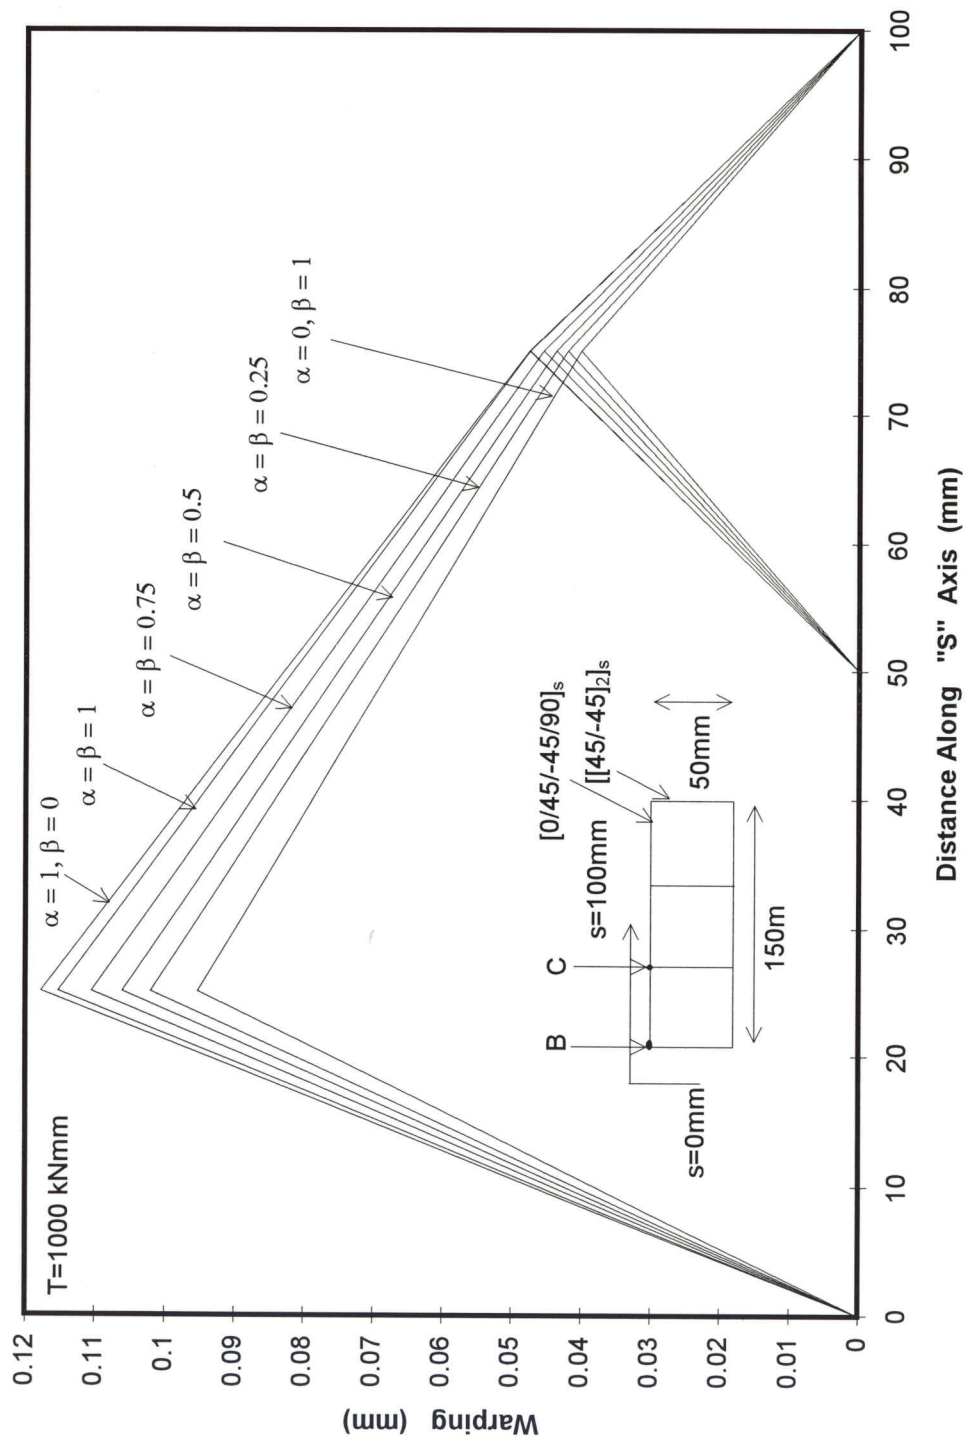 T=1000 kNmm
α = 1, β = 0
α = β = 1
α = β = 0.75
α = β = 0.5
α = β = 0.25
α = 0, β = 1
0.12
0.11
0.1
0.09
0.08
0.07
0.06
0.05
0.04
0.03
0.02
0.01
0
Warping (mm)
B
C
s=0mm
s=100mm
[0/45/-45/90]s
[[45/-45]2]s
50mm
150m
0
10
20
30
40
50
60
70
80
90
100
Distance Along "S" Axis (mm)